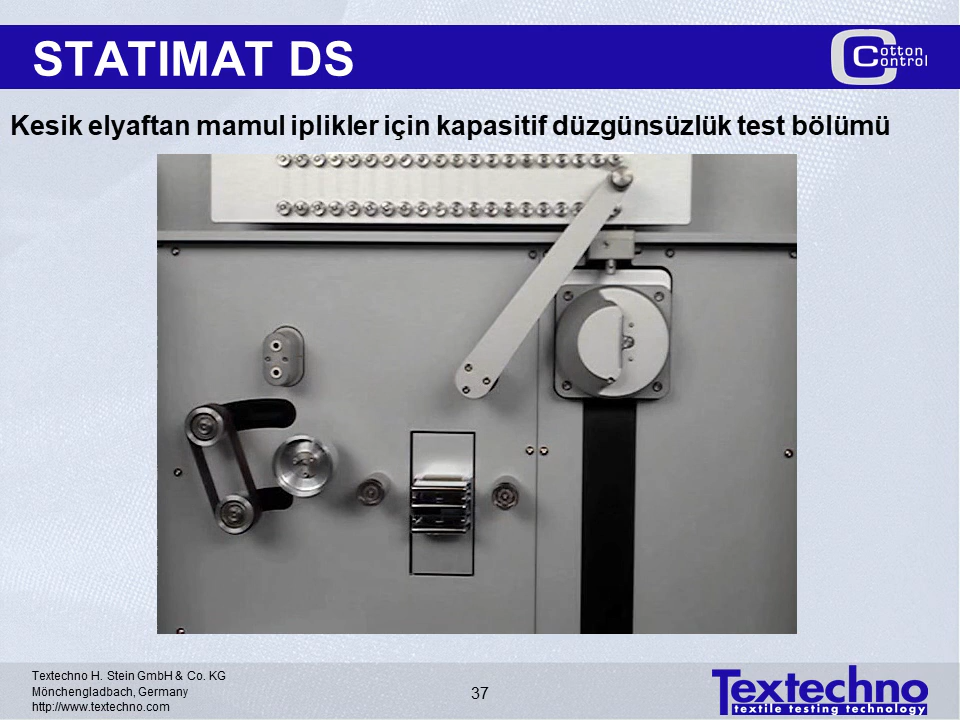 STATIMAT DS
Cotton
Control
Kesik elyaftan mamul iplikler için kapasitif düzgünsüzlük test bölümü
Textechno H. Stein GmbH & Co. KG
Mönchengladbach, Germany
http://www.textechno.com
37
Textechno
textile testing technology